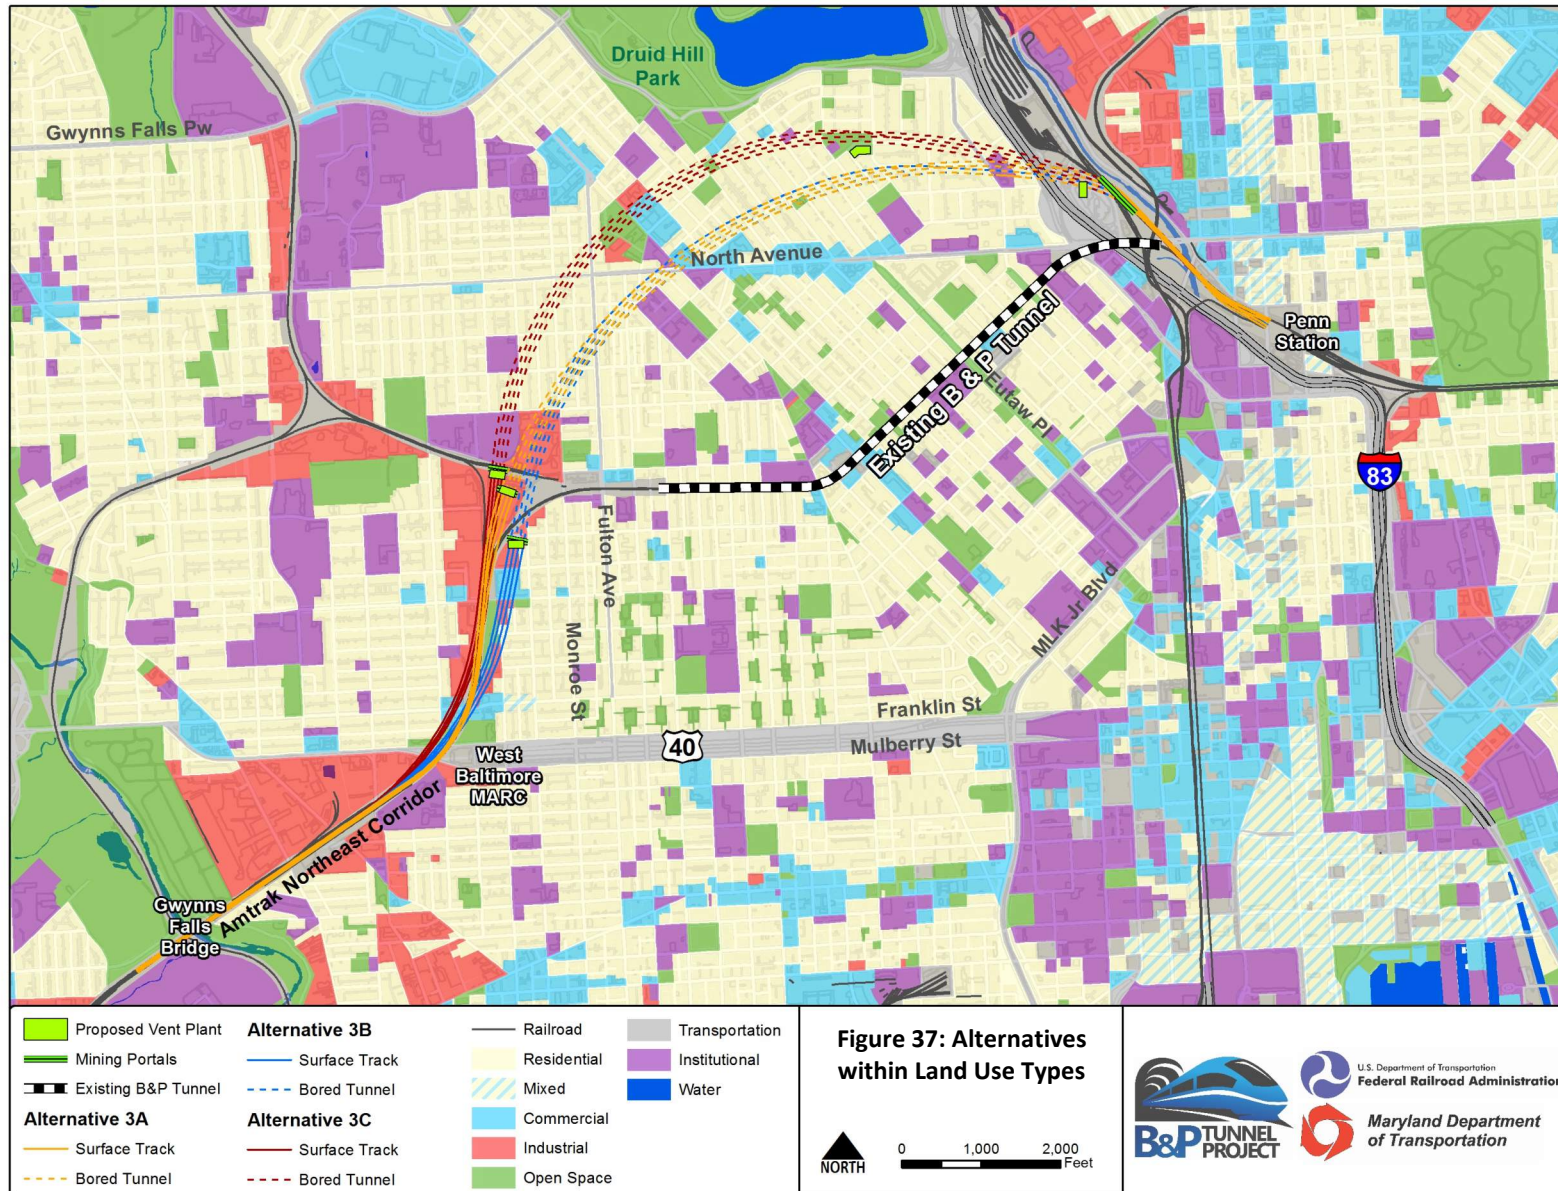 Druid Hill
Park
Gwynns Falls Pw
North Avenue
Penn
Station
Existing B & P Tunnel
Eutaw Pl
83
Fulton Ave
Monroe St
MLK Jr Blvd
Franklin St
40
Mulberry St
West
Baltimore
MARC
Amtrak Northeast Corridor
Gwynns
Falls
Bridge
Proposed Vent Plant
Mining Portals
Existing B&P Tunnel
Alternative 3A
Surface Track
Bored Tunnel
Alternative 3B
Surface Track
Bored Tunnel
Alternative 3C
Surface Track
Bored Tunnel
Railroad
Residential
Mixed
Commercial
Industrial
Open Space
Transportation
Institutional
Water
Figure 37: Alternatives
within Land Use Types
NORTH
0 1,000 2,000
Feet
B&P TUNNEL
PROJECT
U.S. Department of Transportation
Federal Railroad Administration
Maryland Department
of Transportation